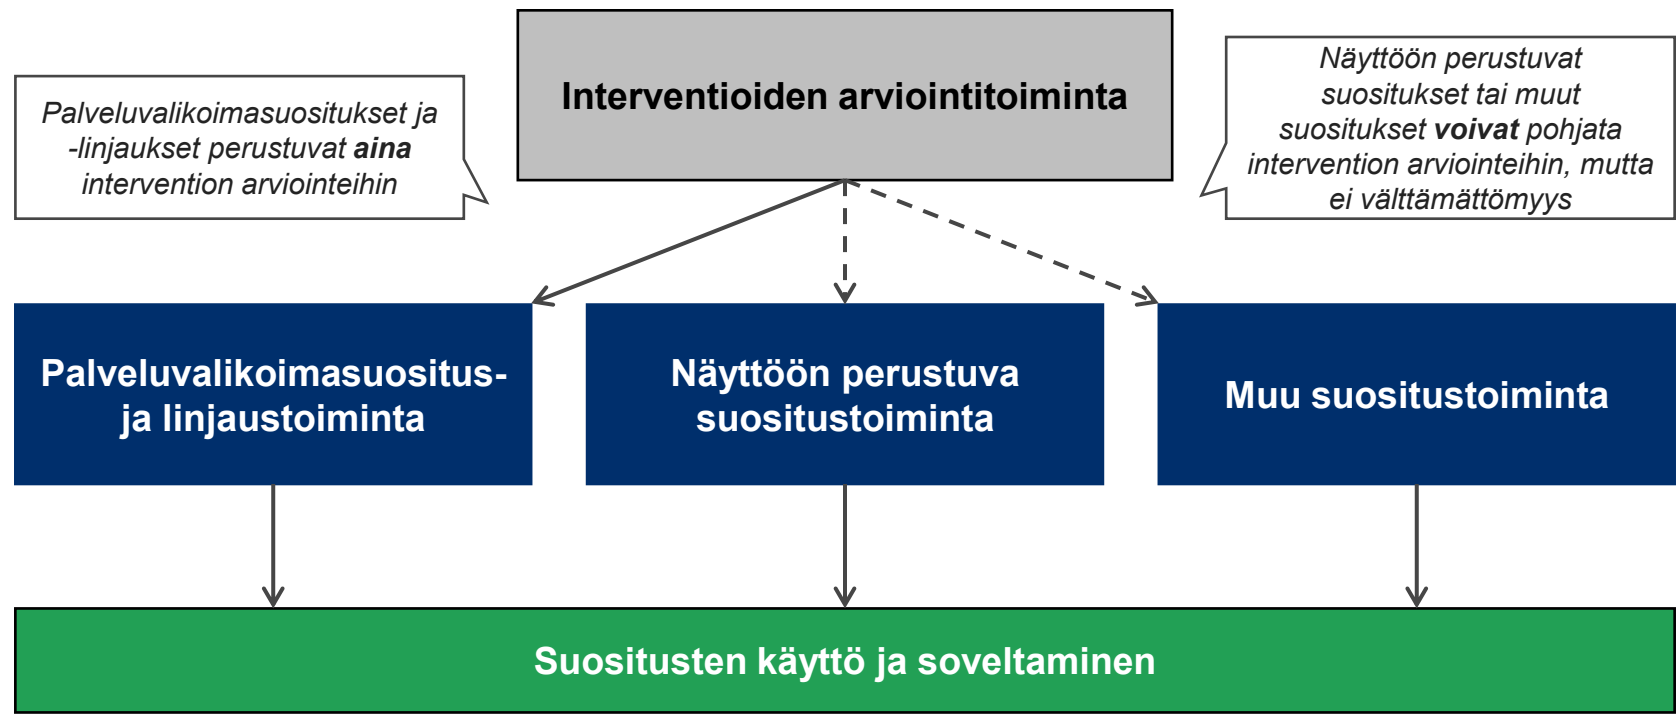 Interventioiden arviointitoiminta
Palveluvalikoimasuositukset ja
-linjaukset perustuvat aina
intervention arviointeihin
Näyttöön perustuvat
suositukset tai muut
suositukset voivat pohjata
intervention arviointeihin, mutta
ei välttämättömyys
Palveluvalikoimasuositus-
ja linjaustoiminta
Näyttöön perustuva
suositustoiminta
Muu suositustoiminta
Suositusten käyttö ja soveltaminen